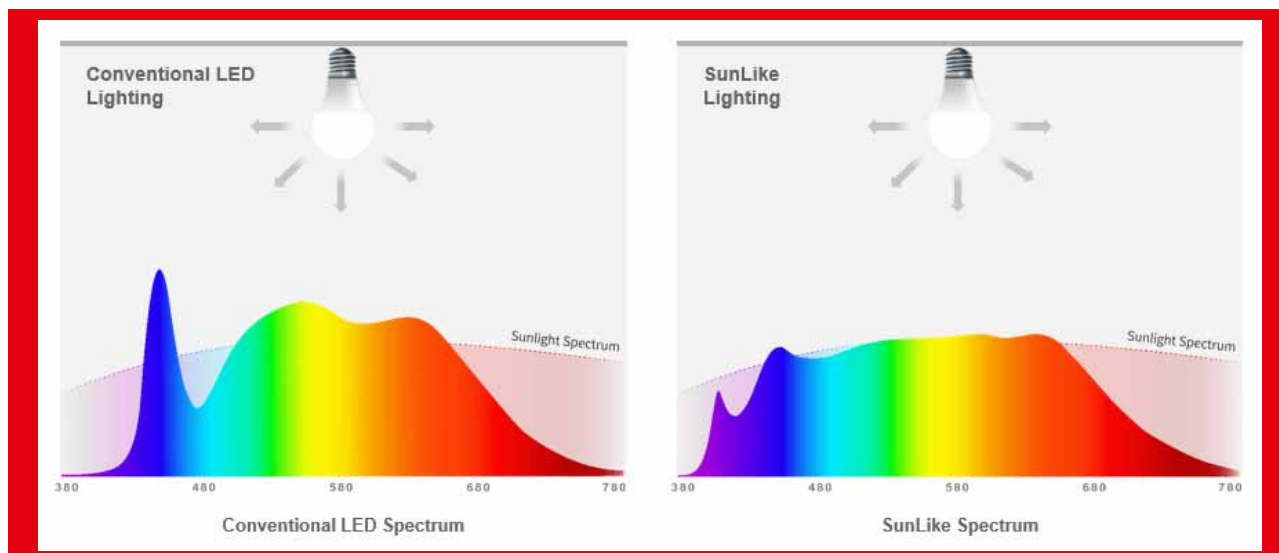 Conventional LED
Lighting
Sunlight Spectrum
380 480 580 680 780
Conventional LED Spectrum
SunLike
Lighting
Sunlight Spectrum
380 480 580 680 780
SunLike Spectrum